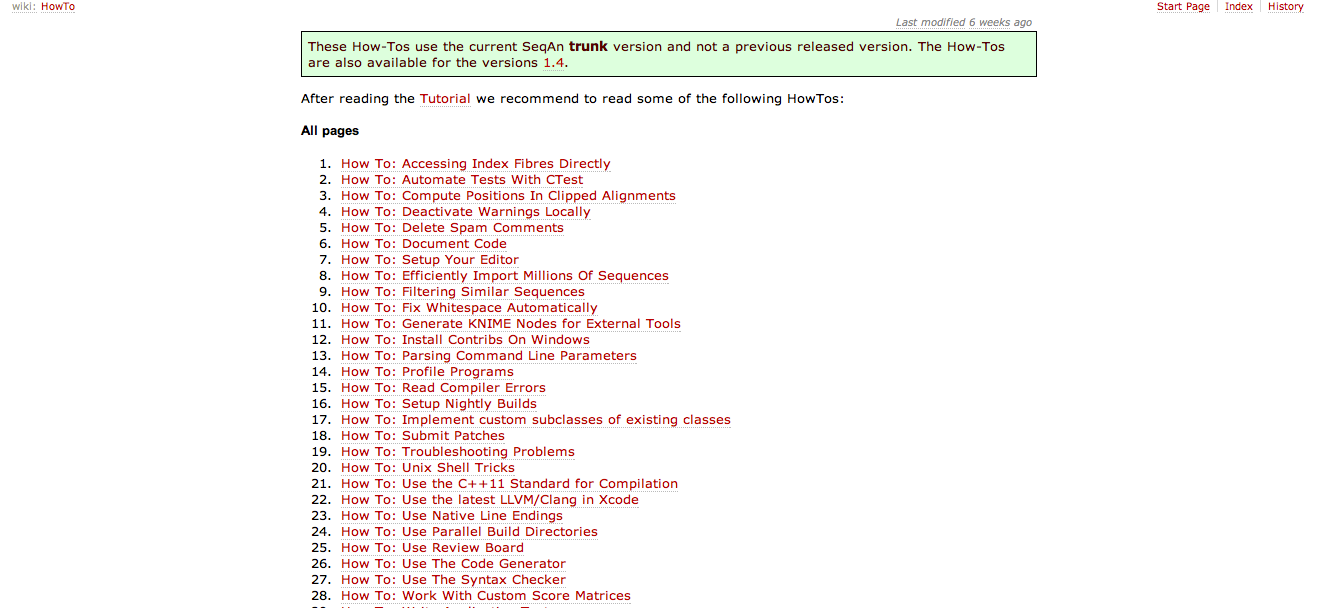 wiki: HowTo
Start Page Index History
Last modified 6 weeks ago
These How-Tos use the current SeqAn trunk version and not a previous released version. The How-Tos
are also available for the versions 1.4.
After reading the Tutorial we recommend to read some of the following HowTos:
All pages
1. How To: Accessing Index Fibres Directly
2. How To: Automate Tests With CTest
3. How To: Compute Positions In Clipped Alignments
4. How To: Deactivate Warnings Locally
5. How To: Delete Spam Comments
6. How To: Document Code
7. How To: Setup Your Editor
8. How To: Efficiently Import Millions Of Sequences
9. How To: Filtering Similar Sequences
10. How To: Fix Whitespace Automatically
11. How To: Generate KNIME Nodes for External Tools
12. How To: Install Contribs On Windows
13. How To: Parsing Command Line Parameters
14. How To: Profile Programs
15. How To: Read Compiler Errors
16. How To: Setup Nightly Builds
17. How To: Implement custom subclasses of existing classes
18. How To: Submit Patches
19. How To: Troubleshooting Problems
20. How To: Unix Shell Tricks
21. How To: Use the C++11 Standard for Compilation
22. How To: Use the latest LLVM/Clang in Xcode
23. How To: Use Native Line Endings
24. How To: Use Parallel Build Directories
25. How To: Use Review Board
26. How To: Use The Code Generator
27. How To: Use The Syntax Checker
28. How To: Work With Custom Score Matrices